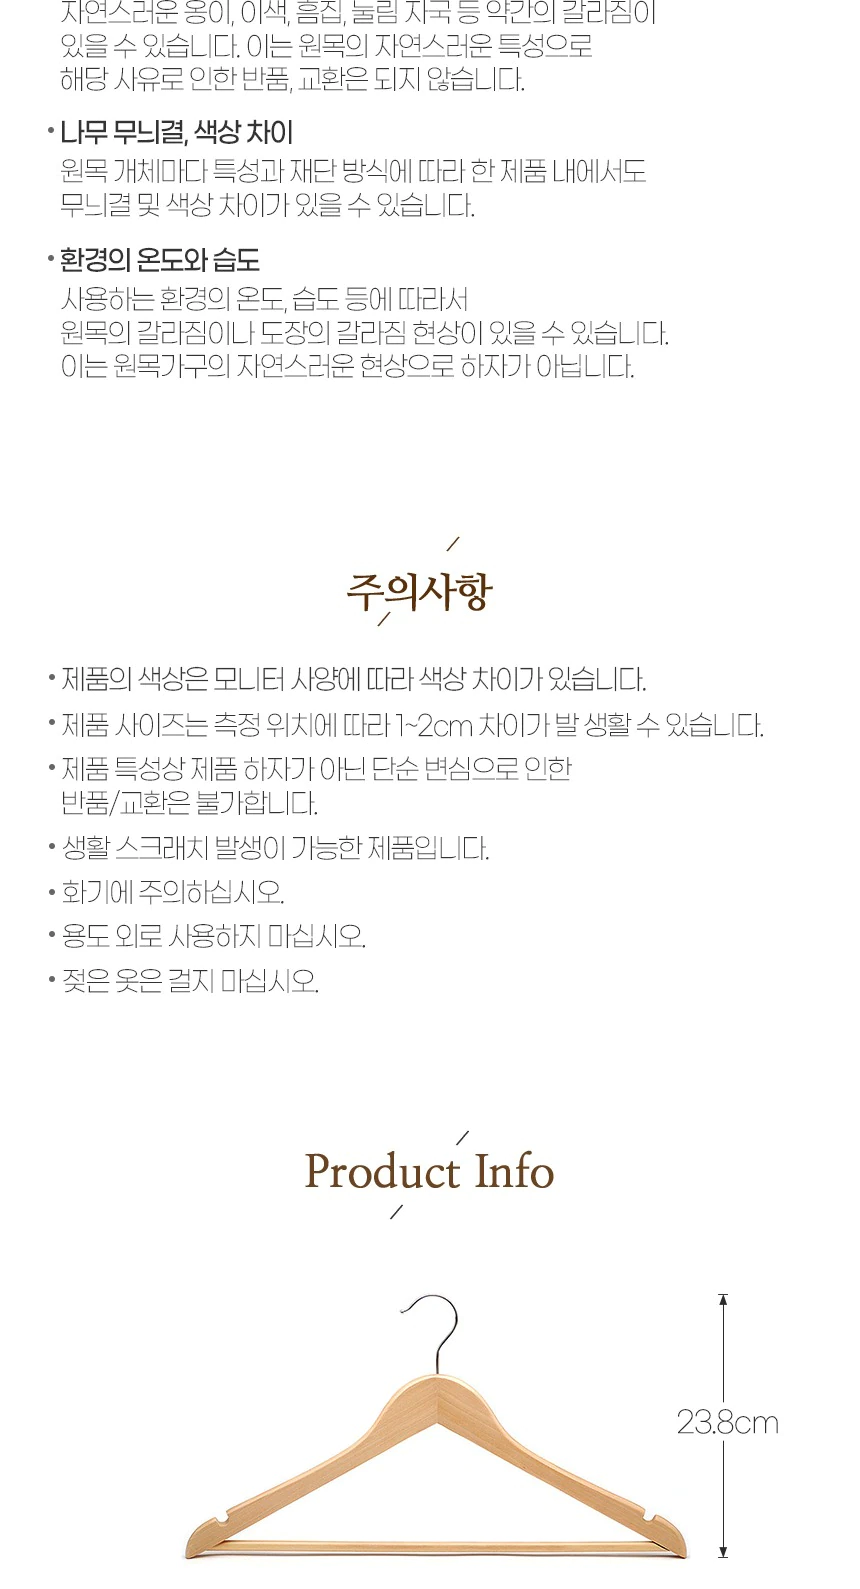 자연스러운 옹이, 이색, 흠집, 눌림 자국 등 약간의 갈라짐이
있을 수 있습니다. 이는 원목의 자연스러운 특성으로
해당 사유로 인한 반품, 교환은 되지 않습니다.
• 나무 무늬결, 색상 차이
원목 개체마다 특성과 재단 방식에 따라 한 제품 내에서도
무늬결 및 색상 차이가 있을 수 있습니다.
• 환경의 온도와 습도
사용하는 환경의 온도, 습도 등에 따라서
원목의 갈라짐이나 도장의 갈라짐 현상이 있을 수 있습니다.
이는 원목가구의 자연스러운 현상으로 하자가 아닙니다.
주의사항
• 제품의 색상은 모니터 사양에 따라 색상 차이가 있습니다.
• 제품 사이즈는 측정 위치에 따라 1~2cm 차이가 발 생활 수 있습니다.
• 제품 특성상 제품 하자가 아닌 단순 변심으로 인한
반품/교환은 불가합니다.
• 생활 스크래치 발생이 가능한 제품입니다.
• 화기에 주의하십시오.
• 용도 외로 사용하지 마십시오.
• 젖은 옷은 걸지 마십시오.
Product Info
23.8cm